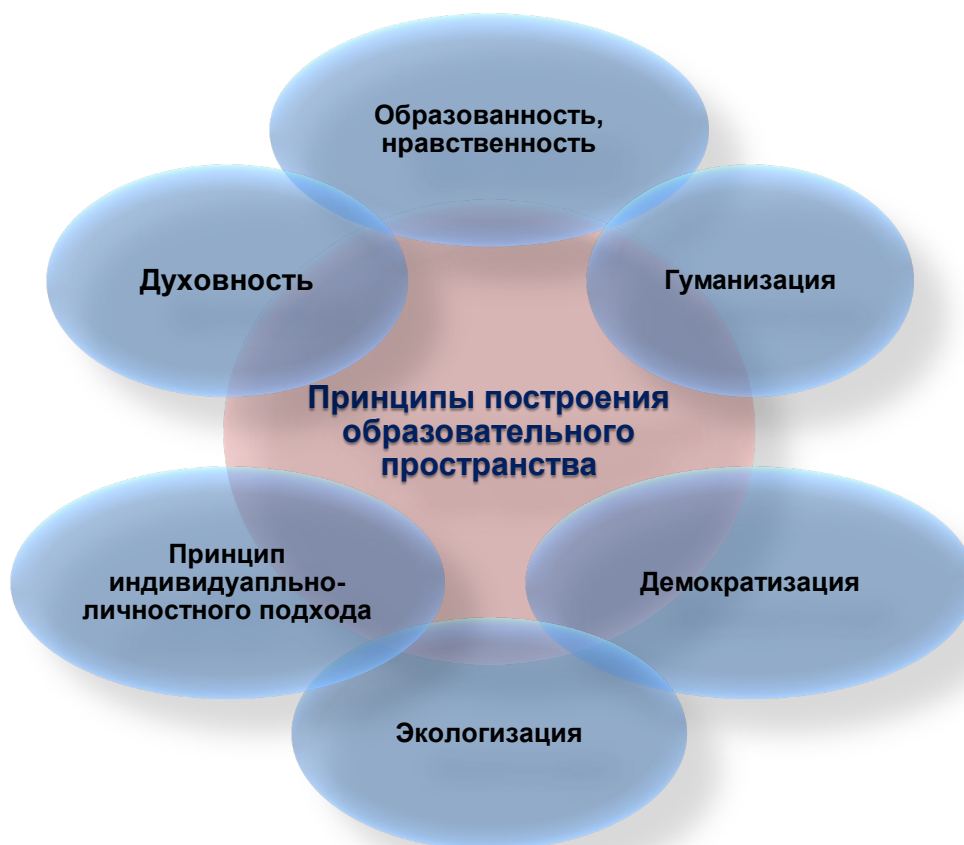 Образованность,
нравственность
Духовность
Гуманизация
Принципы построения
образовательного
пространства
Принцип
индивидуапльно-
личностного подхода
Демократизация
Экологизация